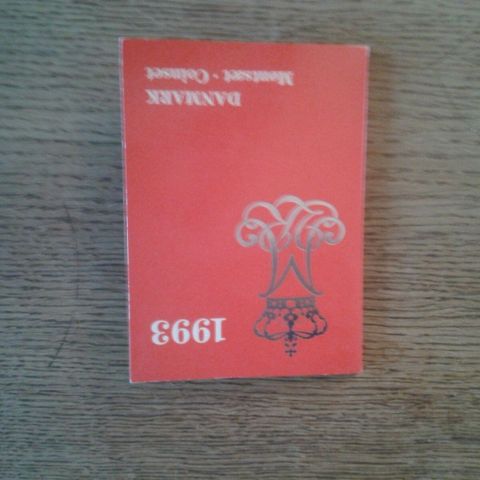 1993
DANMARK
Møntsæt · Coinset